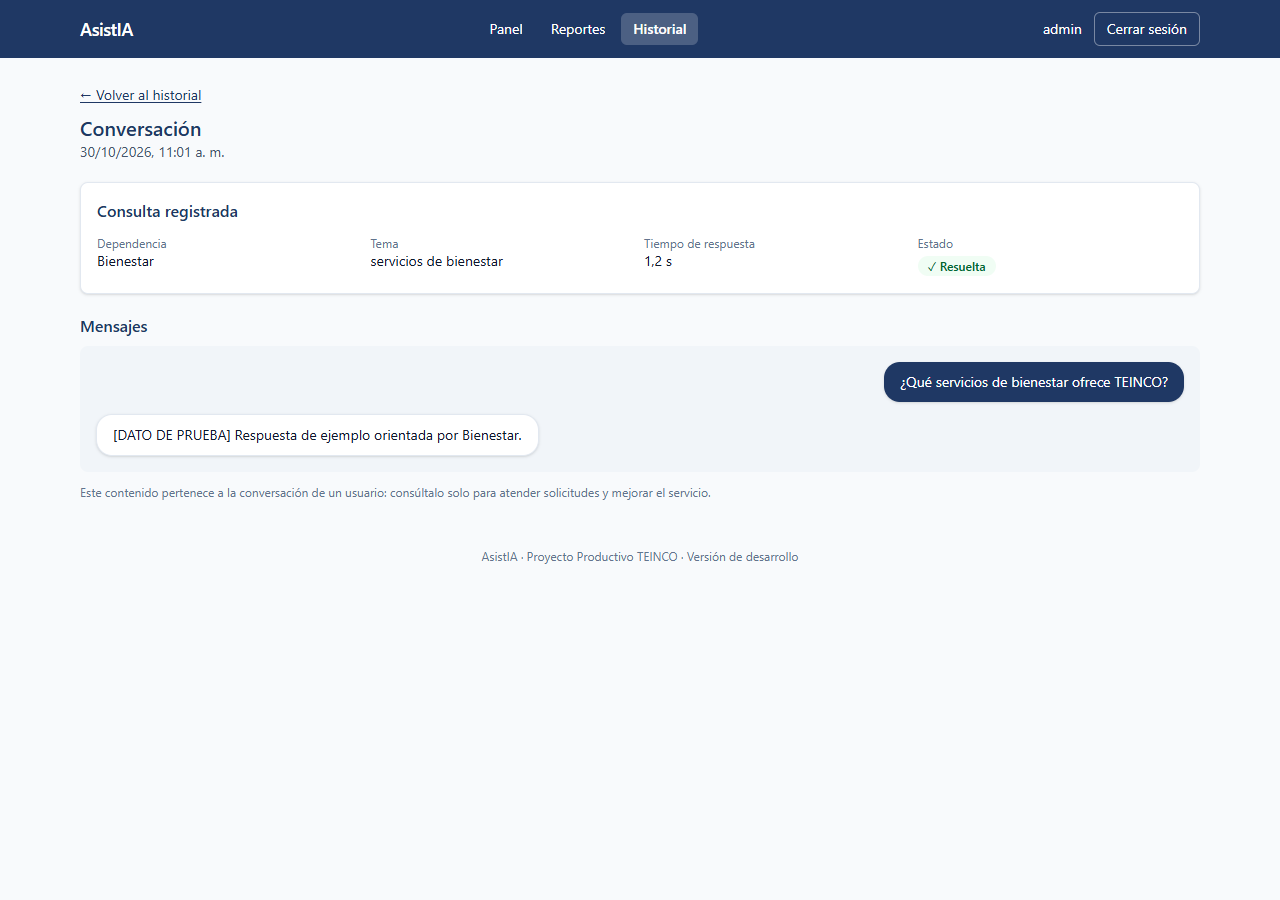 AsistIA
Panel
Reportes
Historial
admin
Cerrar sesión
← Volver al historial
Conversación
30/10/2026, 11:01 a. m.
Consulta registrada
Dependencia
Bienestar
Tema
servicios de bienestar
Tiempo de respuesta
1,2 s
Estado
✓ Resuelta
Mensajes
¿Qué servicios de bienestar ofrece TEINCO?
[DATO DE PRUEBA] Respuesta de ejemplo orientada por Bienestar.
Este contenido pertenece a la conversación de un usuario: consúltalo solo para atender solicitudes y mejorar el servicio.
AsistIA · Proyecto Productivo TEINCO · Versión de desarrollo